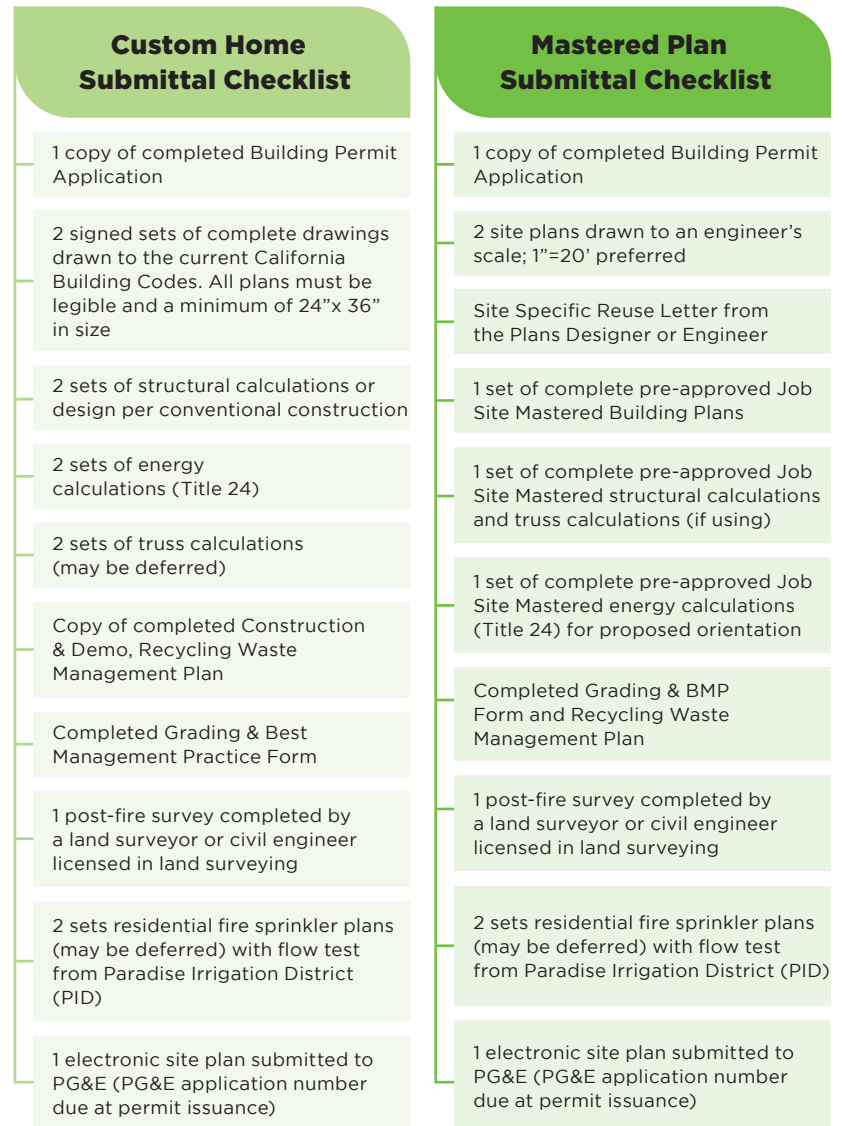 Custom Home
Submittal Checklist
1 copy of completed Building Permit
Application
2 signed sets of complete drawings
drawn to the current California
Building Codes. All plans must be
legible and a minimum of 24”x 36”
in size
2 sets of structural calculations or
design per conventional construction
2 sets of energy
calculations (Title 24)
2 sets of truss calculations
(may be deferred)
Copy of completed Construction
& Demo, Recycling Waste
Management Plan
Completed Grading & Best
Management Practice Form
1 post-fire survey completed by
a land surveyor or civil engineer
licensed in land surveying
2 sets residential fire sprinkler plans
(may be deferred) with flow test
from Paradise Irrigation District
(PID)
1 electronic site plan submitted to
PG&E (PG&E application number
due at permit issuance)
Mastered Plan
Submittal Checklist
1 copy of completed Building Permit
Application
2 site plans drawn to an engineer’s
scale; 1”=20’ preferred
Site Specific Reuse Letter from
the Plans Designer or Engineer
1 set of complete pre-approved Job
Site Mastered Building Plans
1 set of complete pre-approved Job
Site Mastered structural calculations
and truss calculations (if using)
1 set of complete pre-approved Job
Site Mastered energy calculations
(Title 24) for proposed orientation
Completed Grading & BMP
Form and Recycling Waste
Management Plan
1 post-fire survey completed by
a land surveyor or civil engineer
licensed in land surveying
2 sets residential fire sprinkler plans
(may be deferred) with flow test
from Paradise Irrigation District (PID)
1 electronic site plan submitted to
PG&E (PG&E application number
due at permit issuance)